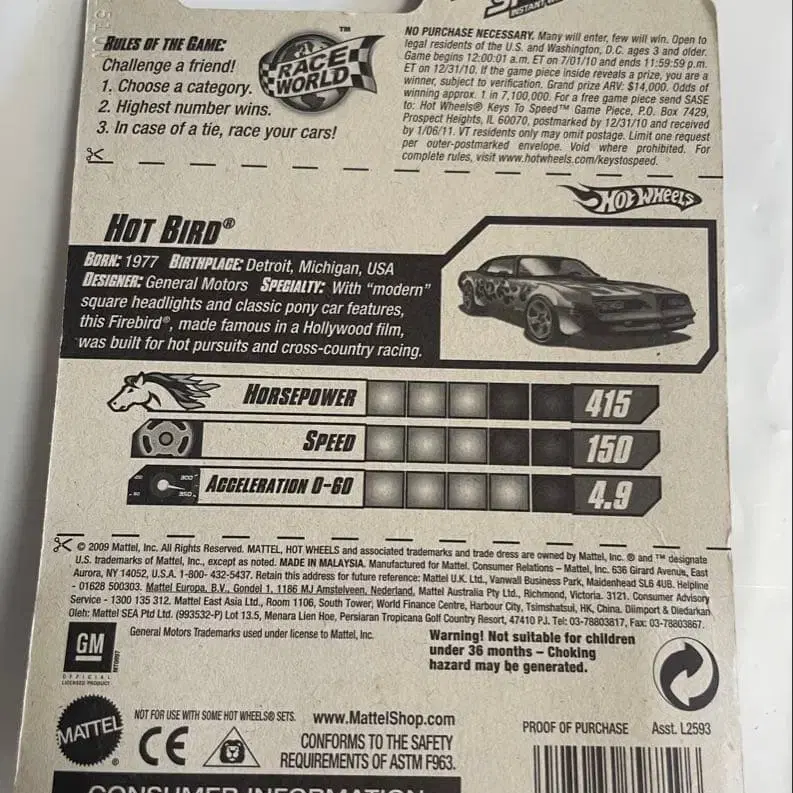 INSTANT
RULES OF THE GAME:
Challenge a friend!
1. Choose a category.
2. Highest number wins.
3. In case of a tie, race your cars!
RACE WORLD ™
NO PURCHASE NECESSARY. Many will enter, few will win. Open to
legal residents of the U.S. and Washington, D.C. ages 3 and older.
Game begins 12:00:01 a.m. ET on 7/01/10 and ends 11:59:59 p.m.
ET on 12/31/10. If the game piece inside reveals a prize, you are a
winner, subject to verification. Grand prize ARV: $14,000. Odds of
winning approx. 1 in 7,100,000. For a free game piece send SASE
to: Hot Wheels® Keys To Speed™ Game Piece, P.O. Box 7429,
Prospect Heights, IL 60070, postmarked by 12/31/10 and received
by 1/06/11. VT residents only may omit postage. Limit one request
per outer-postmarked envelope. Void where prohibited. For
complete rules, visit www.hotwheels.com/keystospeed.
HOT WHEELS
HOT BIRD®
BORN: 1977 BIRTHPLACE: Detroit, Michigan, USA
DESIGNER: General Motors SPECIALTY: With "modern"
square headlights and classic pony car features,
this Firebird®, made famous in a Hollywood film,
was built for hot pursuits and cross-country racing.
HORSEPOWER 415
SPEED 150
ACCELERATION 0-60 4.9
© 2009 Mattel, Inc. All Rights Reserved. MATTEL, HOT WHEELS and associated trademarks and trade dress are owned by Mattel, Inc. ® and ™ designate
U.S. trademarks of Mattel, Inc., except as noted. MADE IN MALAYSIA. Manufactured for Mattel. Consumer Relations – Mattel, Inc. 636 Girard Avenue, East
Aurora, NY 14052, U.S.A. 1-800- 432-5437. Retain this address for future reference: Mattel U.K. Ltd., Vanwall Business Park, Maidenhead SL6 4UB. Helpline
- 01628 500303. Mattel Europa, B.V., Gondel 1, 1186 MJ Amstelveen, Nederland. Mattel Australia Pty Ltd., Richmond, Victoria. 3121. Consumer Advisory
Service - 1300 135 312. Mattel East Asia Ltd., Room 1106, South Tower, World Finance Centre, Harbour City, Tsimshatsui, HK, China. Diimport & Diedarkan
Oleh: Mattel SEA Ptd Ltd. (993532-P) Lot 13.5, Menara Lien Hoe, Persiaran Tropicana Golf Country Resort, 47410 PJ. Tel: 03-78803817, Fax: 03-78803867.
GM
OFFICIAL
LICENSED PRODUCT
General Motors Trademarks used under license to Mattel, Inc.
Warning! Not suitable for children
under 36 months – Choking
hazard may be generated.
MATTEL ®
NOT FOR USE WITH SOME HOT WHEELS® SETS.
www.MattelShop.com
CE
CONFORMS TO THE SAFETY
REQUIREMENTS OF ASTM F963.
PROOF OF PURCHASE Asst. L2593
CONSUMER INFORMATION